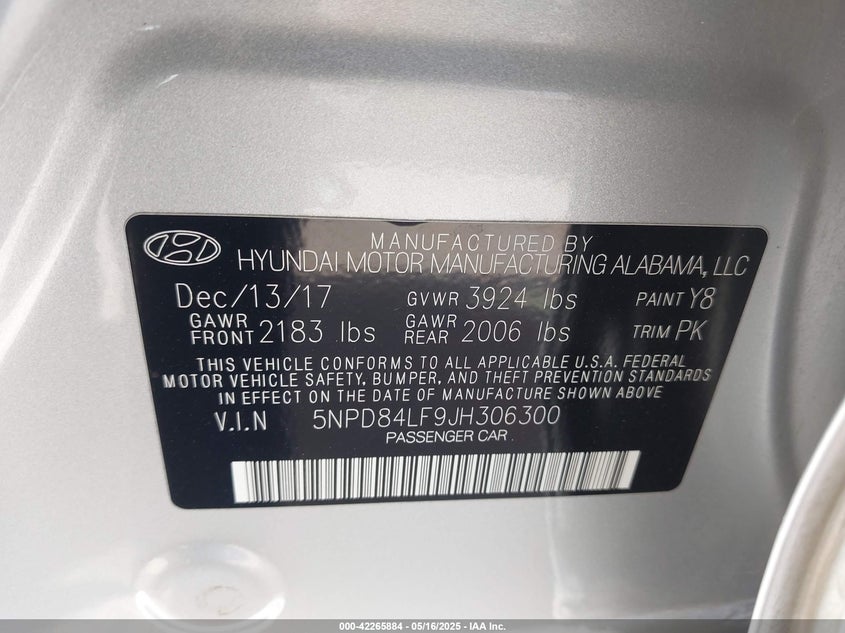 MANUFACTURED BY
HYUNDAI MOTOR MANUFACTURING ALABAMA, LLC
Dec/13/17 GVWR 3924 lbs PAINT Y8
GAWR FRONT 2183 lbs GAWR REAR 2006 lbs TRIM PK
THIS VEHICLE CONFORMS TO ALL APPLICABLE U.S.A. FEDERAL
MOTOR VEHICLE SAFETY, BUMPER, AND THEFT PREVENTION STANDARDS
IN EFFECT ON THE DATE OF MANUFACTURE SHOWN ABOVE
V.I.N 5NPD84LF9JH306300
PASSENGER CAR
000-42265884 - 05/16/2025 - IAA Inc.